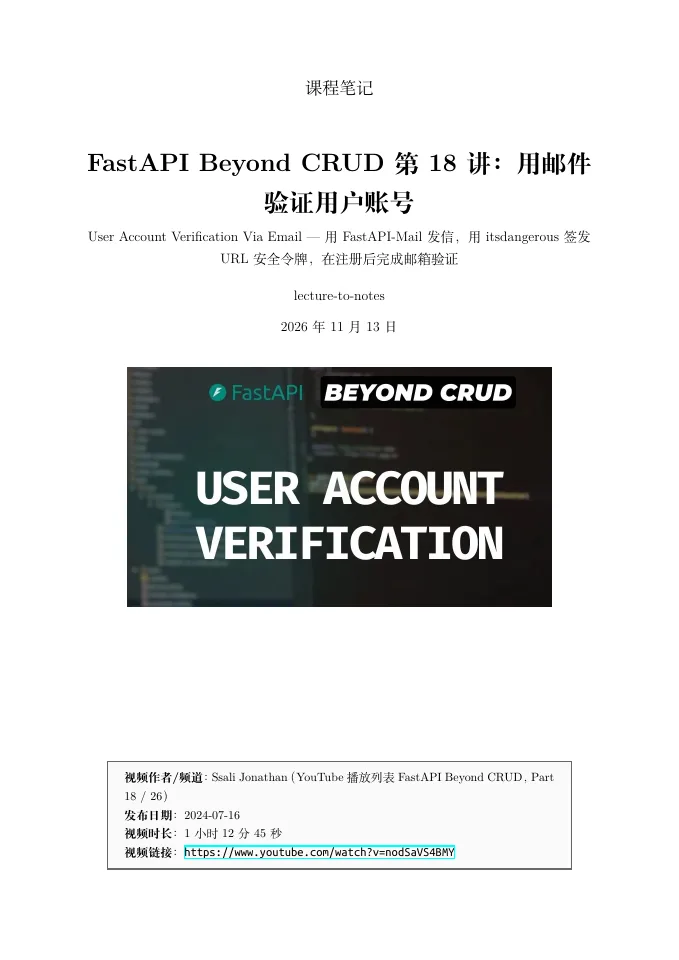 课程笔记
FastAPI Beyond CRUD 第 18 讲：用邮件
验证用户账号
User Account Verification Via Email — 用 FastAPI-Mail 发信，用 itsdangerous 签发
URL 安全令牌，在注册后完成邮箱验证
lecture-to-notes
2026 年 11 月 13 日
FastAPI BEYOND CRUD
USER ACCOUNT
VERIFICATION
视频作者/频道：Ssali Jonathan（YouTube 播放列表 FastAPI Beyond CRUD，Part
18 / 26）
发布日期：2024-07-16
视频时长：1 小时 12 分 45 秒
视频链接：https://www.youtube.com/watch?v=nodSaVS4BMY